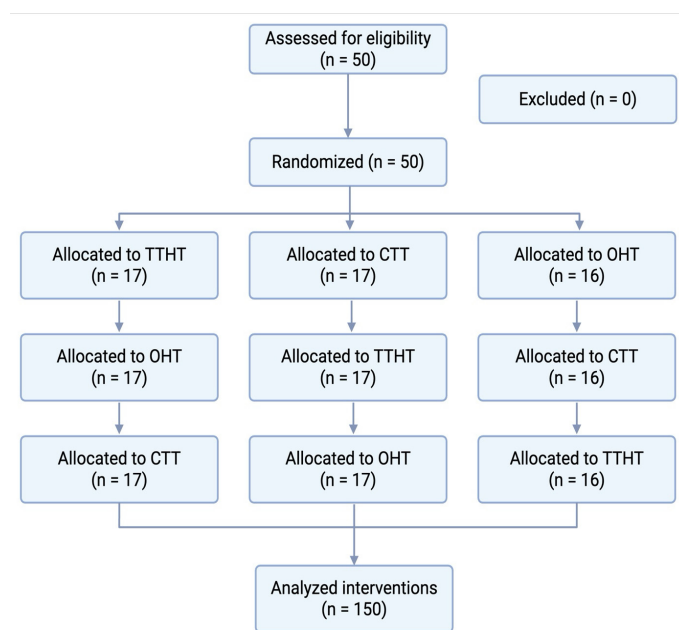 Assessed for eligibility
(n = 50)
Excluded (n = 0)
Randomized (n = 50)
Allocated to TTHT
(n = 17)
Allocated to CTT
(n = 17)
Allocated to OHT
(n = 16)
Allocated to OHT
(n = 17)
Allocated to TTHT
(n = 17)
Allocated to CTT
(n = 16)
Allocated to CTT
(n = 17)
Allocated to OHT
(n = 17)
Allocated to TTHT
(n = 16)
Analyzed interventions
(n = 150)